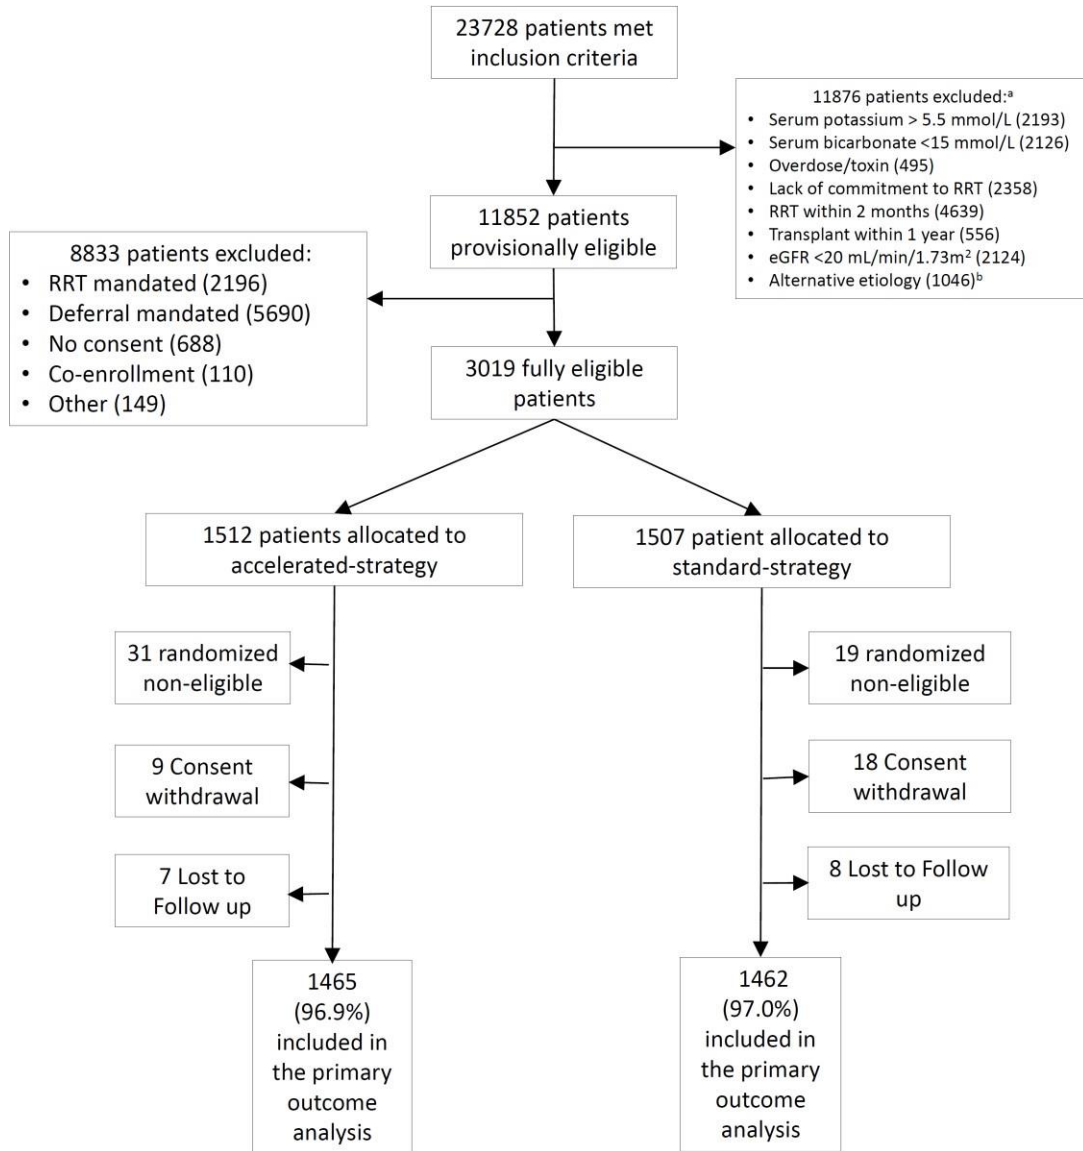 23728 patients met
inclusion criteria
11876 patients excluded:ᵃ
• Serum potassium > 5.5 mmol/L (2193)
• Serum bicarbonate <15 mmol/L (2126)
• Overdose/toxin (495)
• Lack of commitment to RRT (2358)
• RRT within 2 months (4639)
• Transplant within 1 year (556)
• eGFR <20 mL/min/1.73m² (2124)
• Alternative etiology (1046)ᵇ
11852 patients
provisionally eligible
8833 patients excluded:
• RRT mandated (2196)
• Deferral mandated (5690)
• No consent (688)
• Co-enrollment (110)
• Other (149)
3019 fully eligible
patients
1512 patients allocated to
accelerated-strategy
1507 patient allocated to
standard-strategy
31 randomized
non-eligible
19 randomized
non-eligible
9 Consent
withdrawal
18 Consent
withdrawal
7 Lost to
Follow up
8 Lost to Follow
up
1465
(96.9%)
included in
the primary
outcome
analysis
1462
(97.0%)
included in
the primary
outcome
analysis